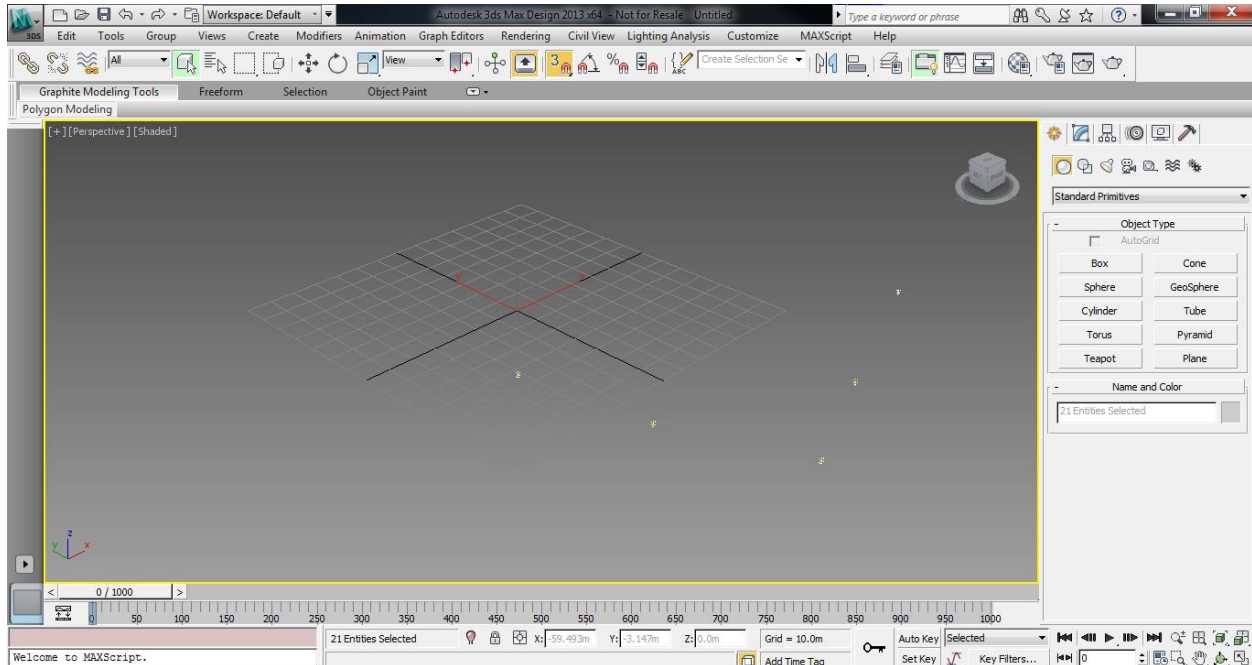 Workspace: Default
Autodesk 3ds Max Design 2013 x64 - Not for Resale Untitled
Type a keyword or phrase
3DS Edit Tools Group Views Create Modifiers Animation Graph Editors Rendering Civil View Lighting Analysis Customize MAXScript Help
All View 3 % ABC Create Selection Se
Graphite Modeling Tools Freeform Selection Object Paint
Polygon Modeling
[+] [Perspective] [Shaded]
Standard Primitives
- Object Type
AutoGrid
Box Cone
Sphere GeoSphere
Cylinder Tube
Torus Pyramid
Teapot Plane
- Name and Color
21 Entities Selected
z
y x
< 0 / 1000 >
0 50 100 150 200 250 300 350 400 450 500 550 600 650 700 750 800 850 900 950 1000
21 Entities Selected X: -59.493m Y: -3.147m Z: 0.0m Grid = 10.0m Auto Key Selected
Welcome to MAXScript. Add Time Tag Set Key Key Filters... 0